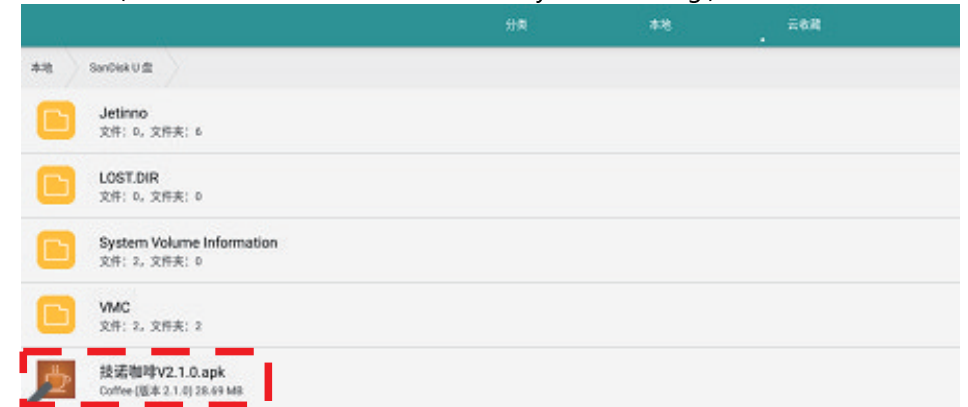 分类
本地
云收藏
本地
SanDisk U 盘
Jetinno
文件: 0, 文件夹: 6
LOST.DIR
文件: 0, 文件夹: 0
System Volume Information
文件: 2, 文件夹: 0
VMC
文件: 2, 文件夹: 2
技诺咖啡V2.1.0.apk
Coffee (版本 2.1.0) 28.69 MB